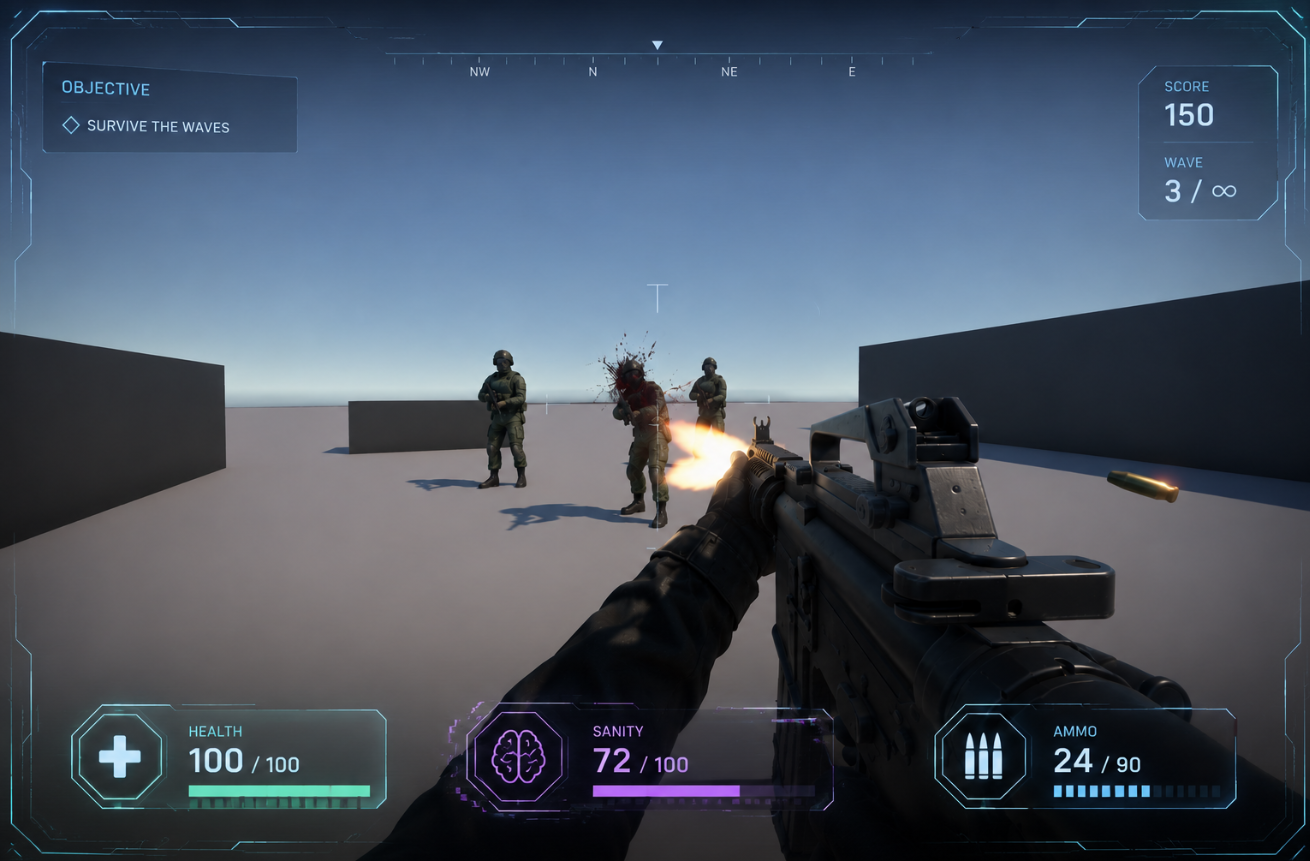 NW N NE E
OBJECTIVE
SURVIVE THE WAVES
SCORE
150
WAVE
3 / ∞
HEALTH
100 / 100
SANITY
72 / 100
AMMO
24 / 90